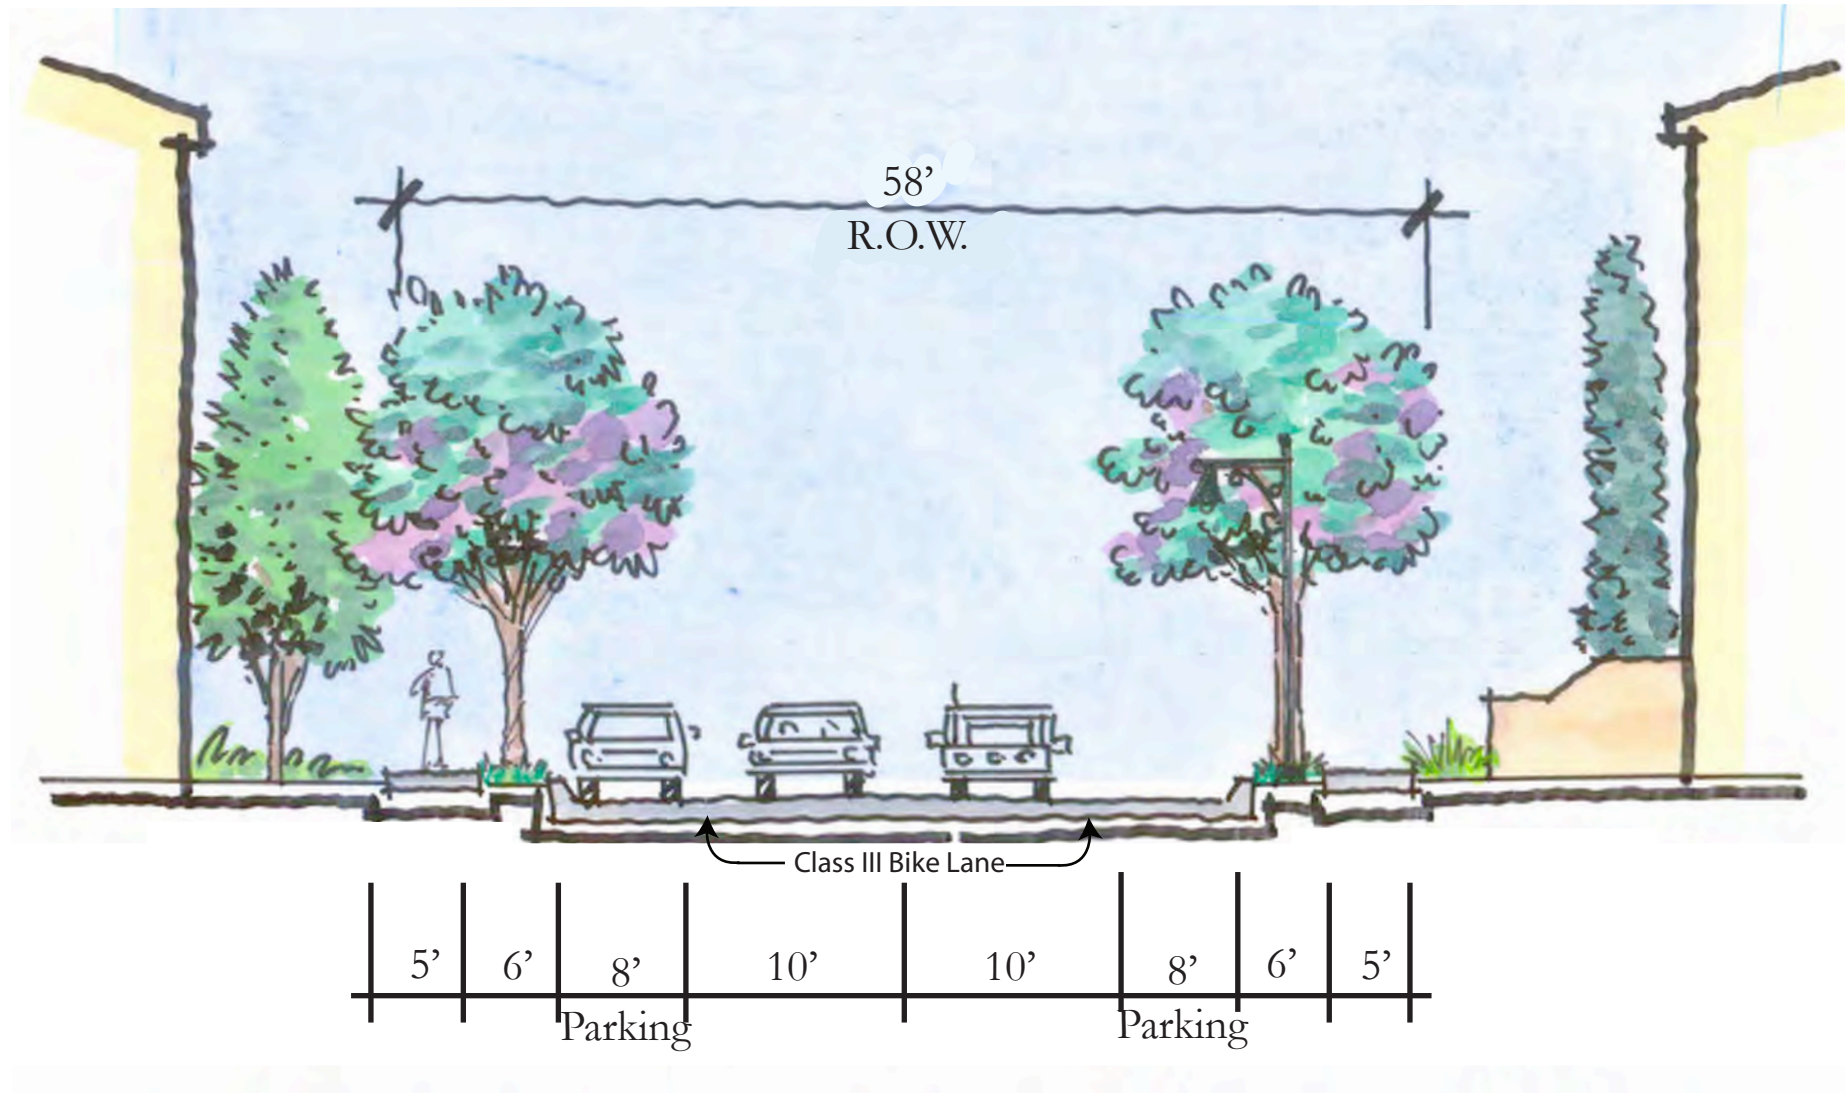 58’
R.O.W.
Class III Bike Lane
5’ 6’ 8’ 10’ 10’ 8’ 6’ 5’
Parking Parking